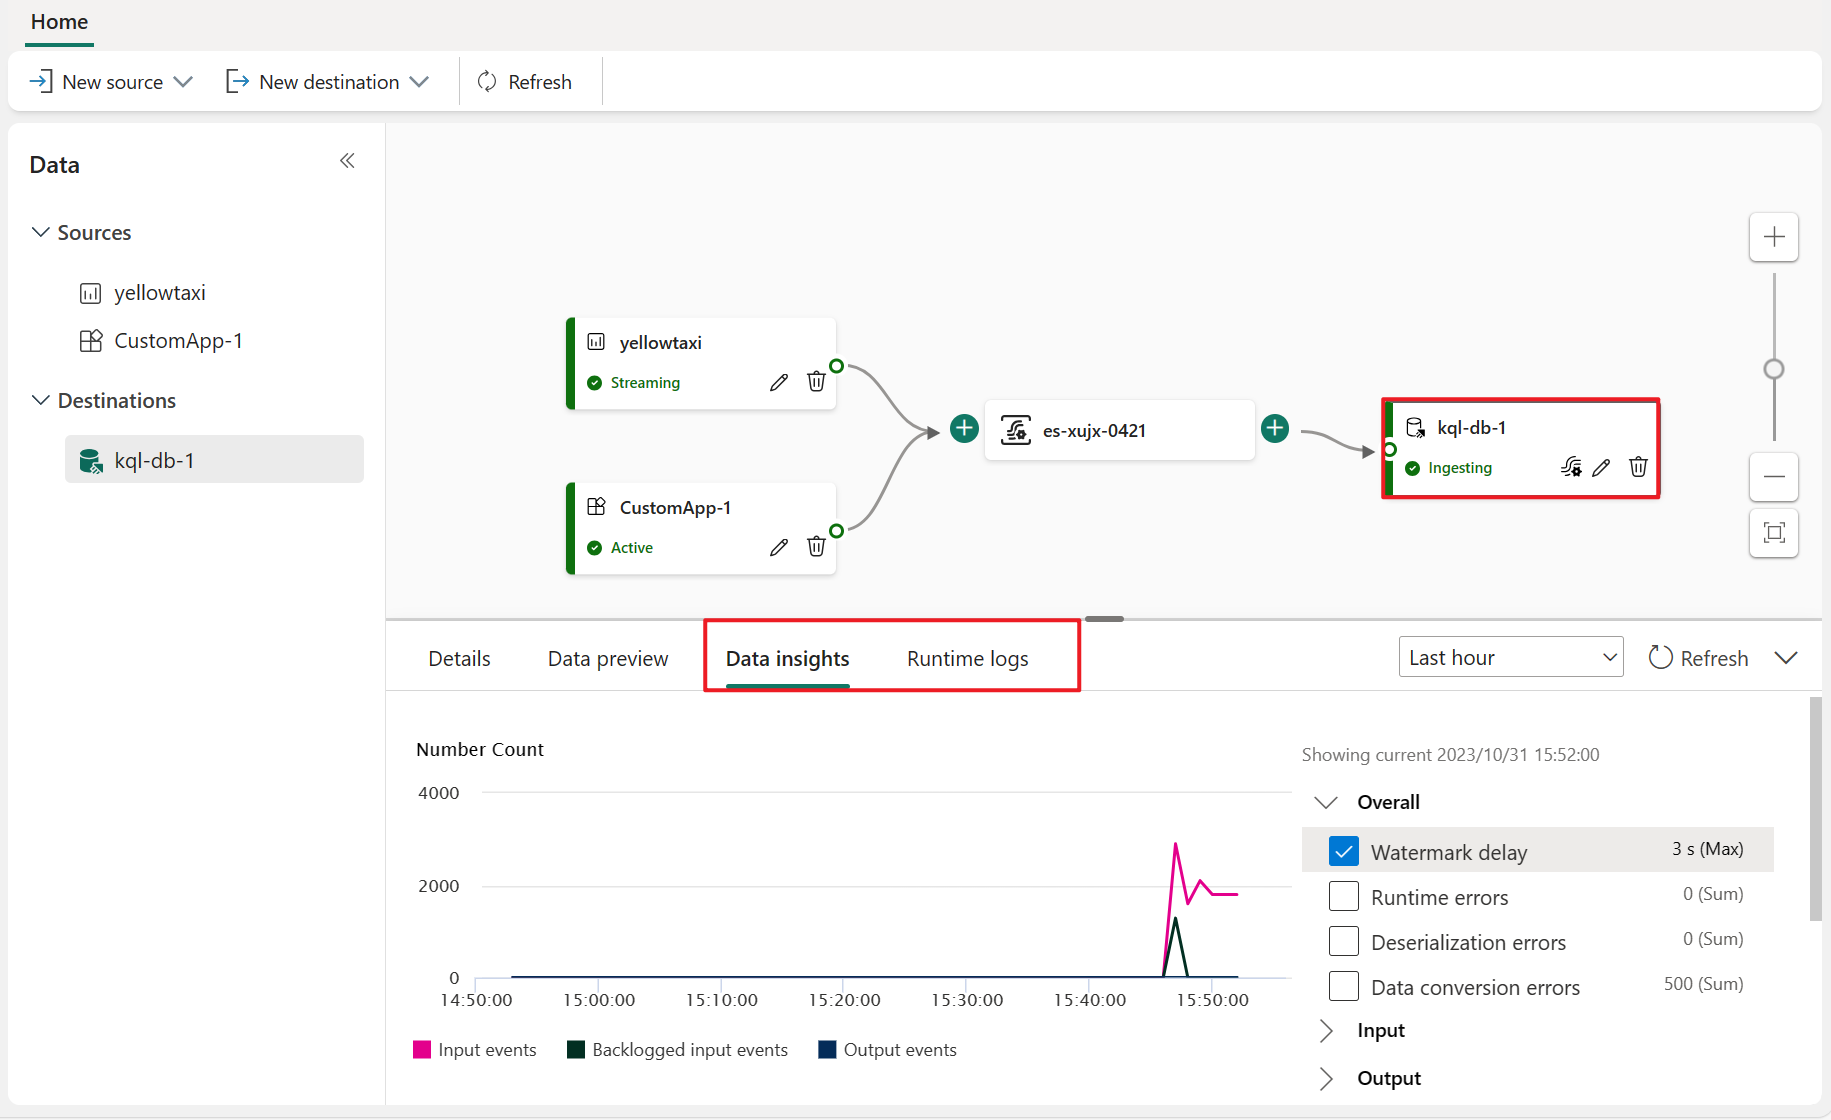 Home
New source
New destination
Refresh
Data
Sources
yellowtaxi
CustomApp-1
Destinations
kql-db-1
yellowtaxi
Streaming
CustomApp-1
Active
es-xujx-0421
kql-db-1
Ingesting
Details
Data preview
Data insights
Runtime logs
Last hour
Refresh
Number Count
4000
2000
0
14:50:00
15:00:00
15:10:00
15:20:00
15:30:00
15:40:00
15:50:00
Input events
Backlogged input events
Output events
Showing current 2023/10/31 15:52:00
Overall
Watermark delay 3 s (Max)
Runtime errors 0 (Sum)
Deserialization errors 0 (Sum)
Data conversion errors 500 (Sum)
Input
Output